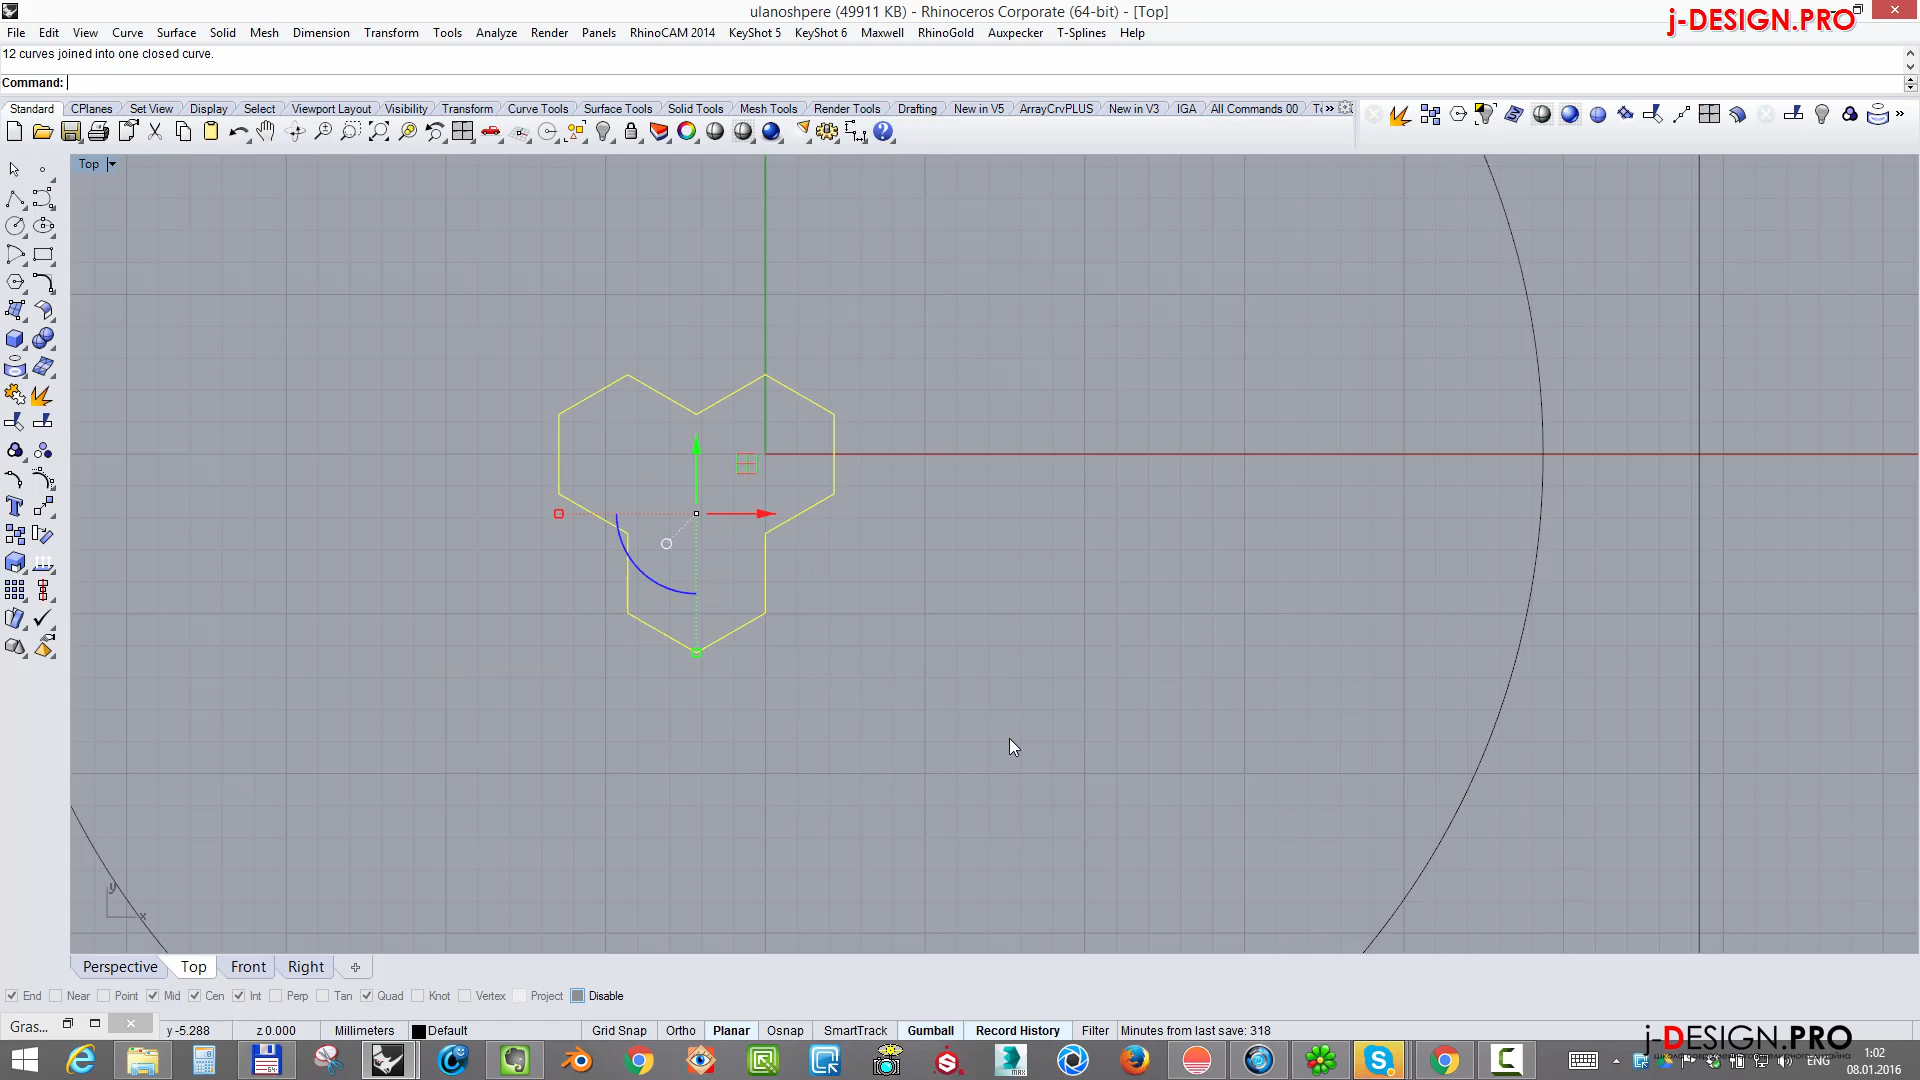 ulanoshpere (49911 KB) - Rhinoceros Corporate (64-bit) - [Top]
j-DESIGN.PRO
File Edit View Curve Surface Solid Mesh Dimension Transform Tools Analyze Render Panels RhinoCAM 2014 KeyShot 5 KeyShot 6 Maxwell RhinoGold Auxpecker T-Splines Help
12 curves joined into one closed curve.
Command:
Standard CPlanes Set View Display Select Viewport Layout Visibility Transform Curve Tools Surface Tools Solid Tools Mesh Tools Render Tools Drafting New in V5 ArrayCrvPLUS New in V3 IGA All Commands 00
Top
y
x
Perspective Top Front Right
End Near Point Mid Cen Int Perp Tan Quad Knot Vertex Project Disable
Gras... y -5.288 z 0.000 Millimeters Default Grid Snap Ortho Planar Osnap SmartTrack Gumball Record History Filter Minutes from last save: 318
j-DESIGN.PRO
ENG
1:02
08.01.2016